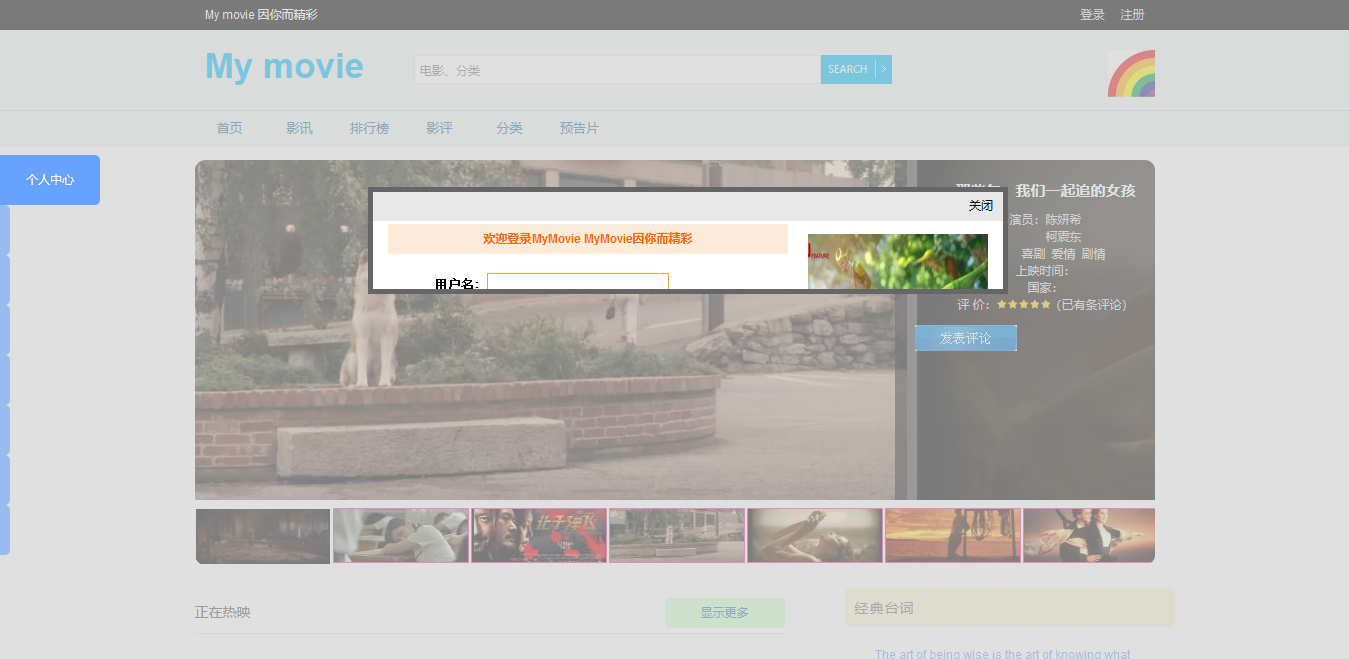 My movie 因你而精彩
登录 注册
My movie
电影、分类
SEARCH
首页 影讯 排行榜 影评 分类 预告片
个人中心
我们一起追的女孩
关闭
演员：陈妍希
柯震东
欢迎登录MyMovie MyMovie因你而精彩
喜剧 爱情 剧情
FEATURE
上映时间：
用户名：
国家：
评 价：★★★★★ (已有条评论)
发表评论
正在热映
显示更多
经典台词
The art of being wise is the art of knowing what